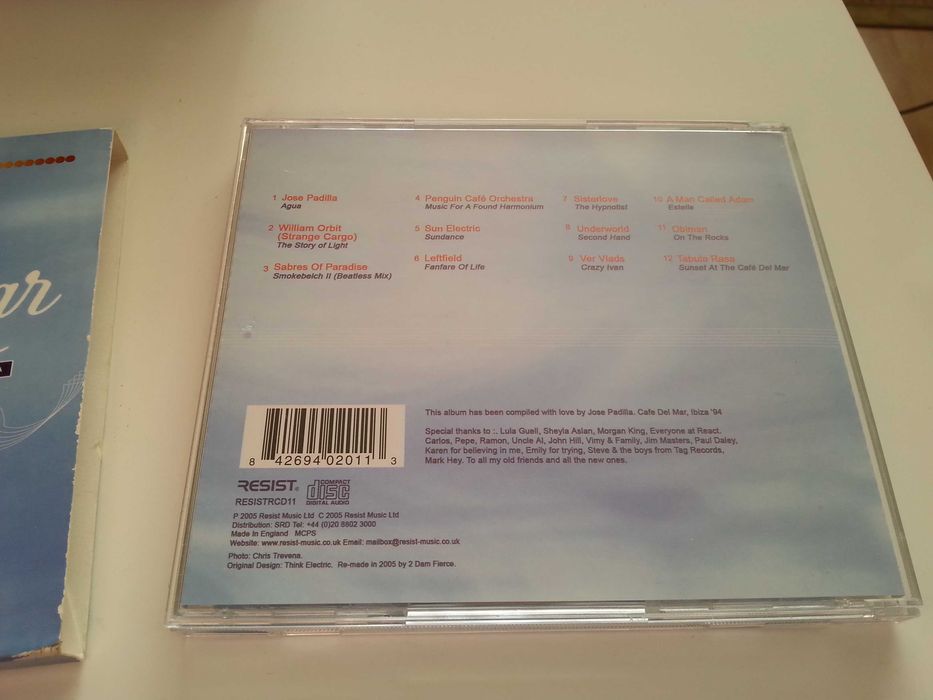 ar
A
1 Jose Padilla
Agua
2 William Orbit
(Strange Cargo)
The Story of Light
3 Sabres Of Paradise
Smokebelch II (Beatless Mix)
4 Penguin Café Orchestra
Music For A Found Harmonium
5 Sun Electric
Sundance
6 Leftfield
Fanfare Of Life
7 Sisterlove
The Hypnotist
8 Underworld
Second Hand
9 Ver Vlads
Crazy Ivan
10 A Man Called Adam
Estelle
11 Obiman
On The Rocks
12 Tabula Rasa
Sunset At The Café Del Mar
This album has been compiled with love by Jose Padilla. Cafe Del Mar, Ibiza '94
Special thanks to :. Lula Guell, Sheyla Aslan, Morgan King, Everyone at React.
Carlos, Pepe, Ramon, Uncle Al, John Hill, Vimy & Family, Jim Masters, Paul Daley,
Karen for believing in me, Emily for trying, Steve & the boys from Tag Records,
Mark Hey. To all my old friends and all the new ones.
8 42694 02011 3
RESIST®
COMPACT
disc
DIGITAL AUDIO
RESISTRCD11
P 2005 Resist Music Ltd C 2005 Resist Music Ltd
Distribution: SRD Tel: +44 (0)20 8802 3000
Made In England MCPS
Website: www.resist-music.co.uk Email: mailbox@resist-music.co.uk
Photo: Chris Trevena.
Original Design: Think Electric. Re-made in 2005 by 2 Dam Fierce.